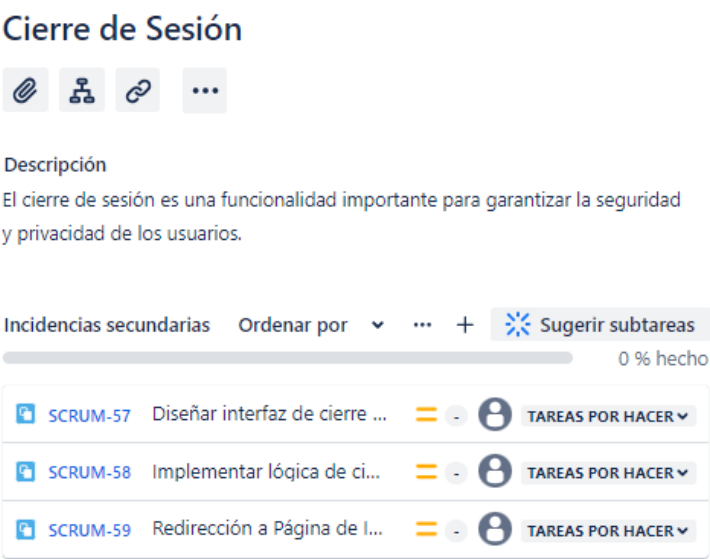 Cierre de Sesión
Descripción
El cierre de sesión es una funcionalidad importante para garantizar la seguridad
y privacidad de los usuarios.
Incidencias secundarias Ordenar por ... + Sugerir subtareas
0 % hecho
SCRUM-57 Diseñar interfaz de cierre ... - TAREAS POR HACER
SCRUM-58 Implementar lógica de ci... - TAREAS POR HACER
SCRUM-59 Redirección a Página de I... - TAREAS POR HACER